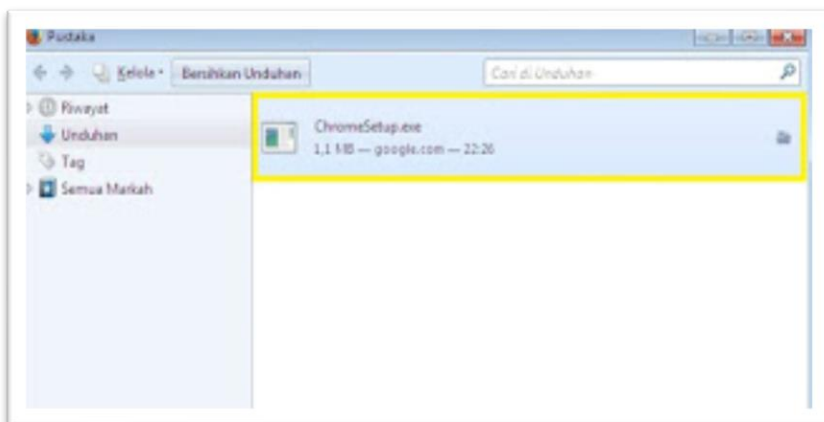 Pustaka
Kelola
Bersihkan Unduhan
Cari di Unduhan
Riwayat
Unduhan
Tag
Semua Markah
ChromeSetup.exe
1,1 MB — google.com — 22:26